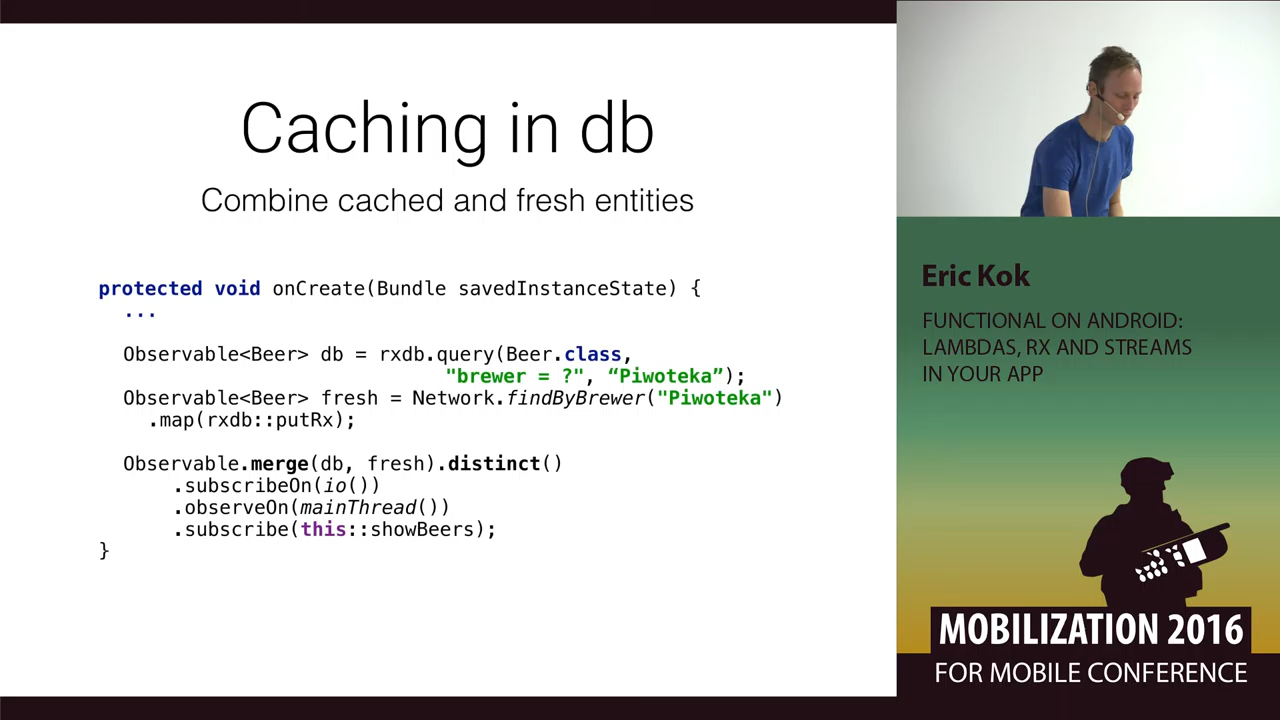 Caching in db
Combine cached and fresh entities
protected void onCreate(Bundle savedInstanceState) {
...
Observable<Beer> db = rxdb.query(Beer.class,
"brewer = ?", “Piwoteka”);
Observable<Beer> fresh = Network.findByBrewer("Piwoteka")
.map(rxdb::putRx);
Observable.merge(db, fresh).distinct()
.subscribeOn(io())
.observeOn(mainThread())
.subscribe(this::showBeers);
}
Eric Kok
FUNCTIONAL ON ANDROID:
LAMBDAS, RX AND STREAMS
IN YOUR APP
MOBILIZATION 2016
FOR MOBILE CONFERENCE